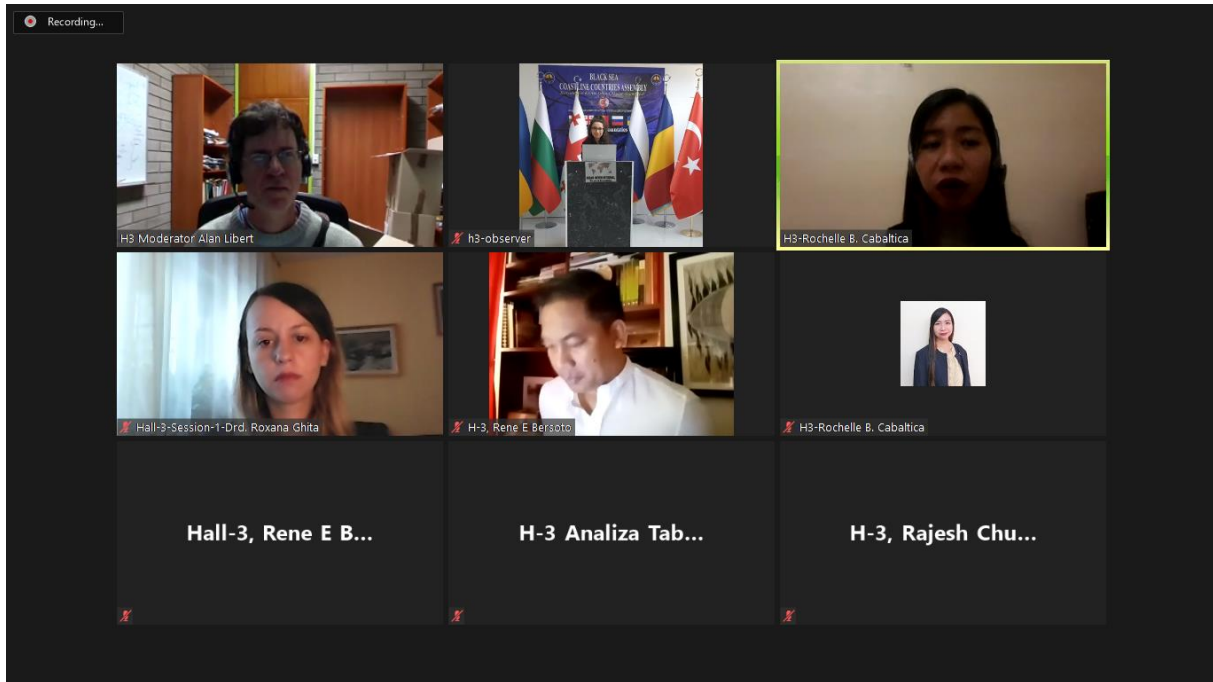 Recording...
BLACK SEA
COASTLINE COUNTRIES ASSEMBLY
H3 Moderator Alan Libert
h3-observer
H3-Rochelle B. Cabaltica
Hall-3-Session-1-Drd. Roxana Ghita
H-3, Rene E Bersoto
H3-Rochelle B. Cabaltica
Hall-3, Rene E B...
H-3 Analiza Tab...
H-3, Rajesh Chu...